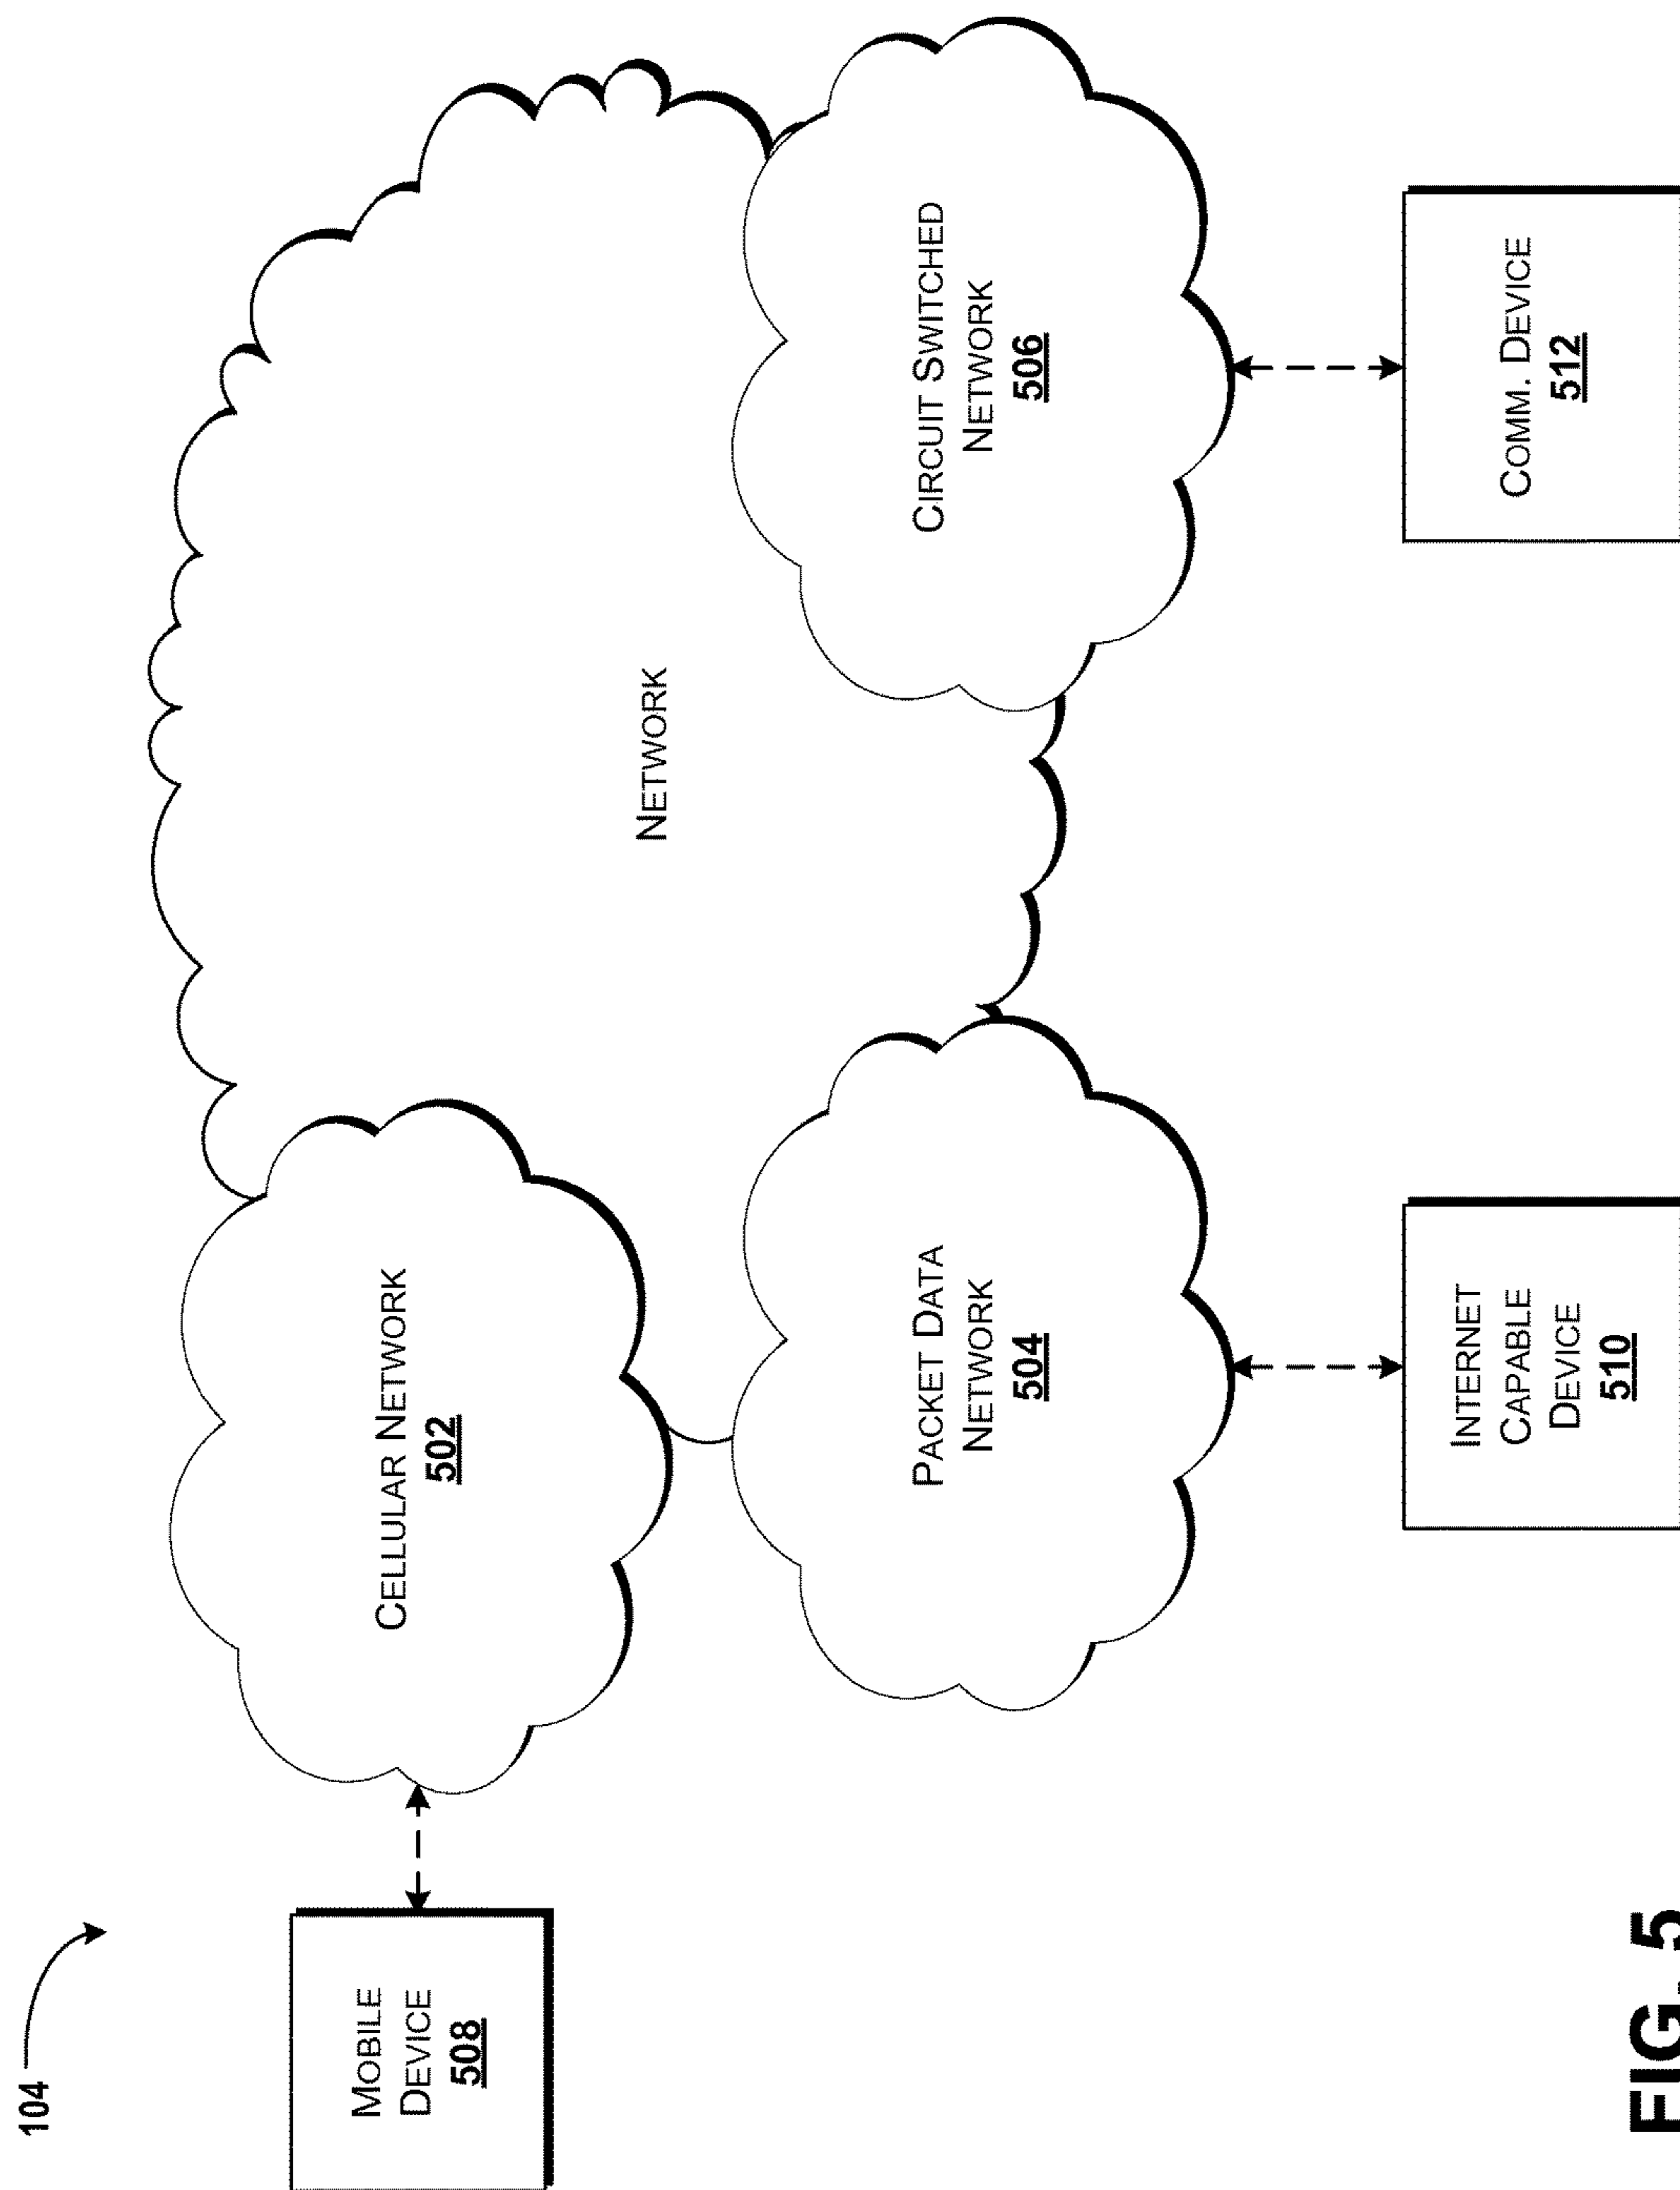 104
MOBILE
DEVICE
508
CELLULAR NETWORK
502
NETWORK
PACKET DATA
NETWORK
504
CIRCUIT SWITCHED
NETWORK
506
INTERNET
CAPABLE
DEVICE
510
COMM. DEVICE
512
FIG. 5